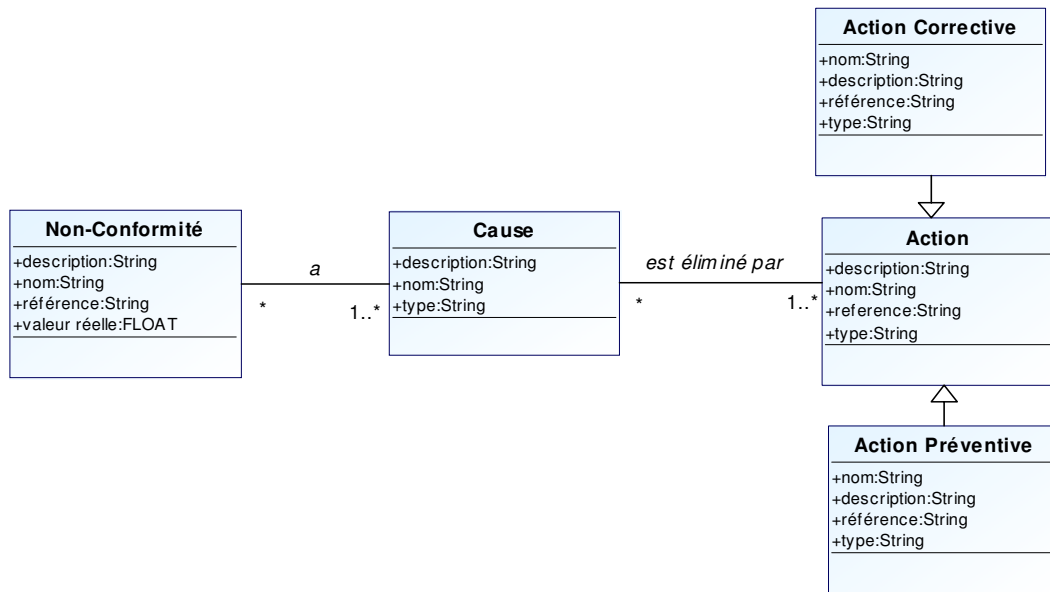 Action Corrective
+nom:String
+description:String
+référence:String
+type:String
Non-Conformité
+description:String
+nom:String
+référence:String
+valeur réelle:FLOAT
a
*
1..*
Cause
+description:String
+nom:String
+type:String
est éliminé par
*
1..*
Action
+description:String
+nom:String
+reference:String
+type:String
Action Préventive
+nom:String
+description:String
+référence:String
+type:String